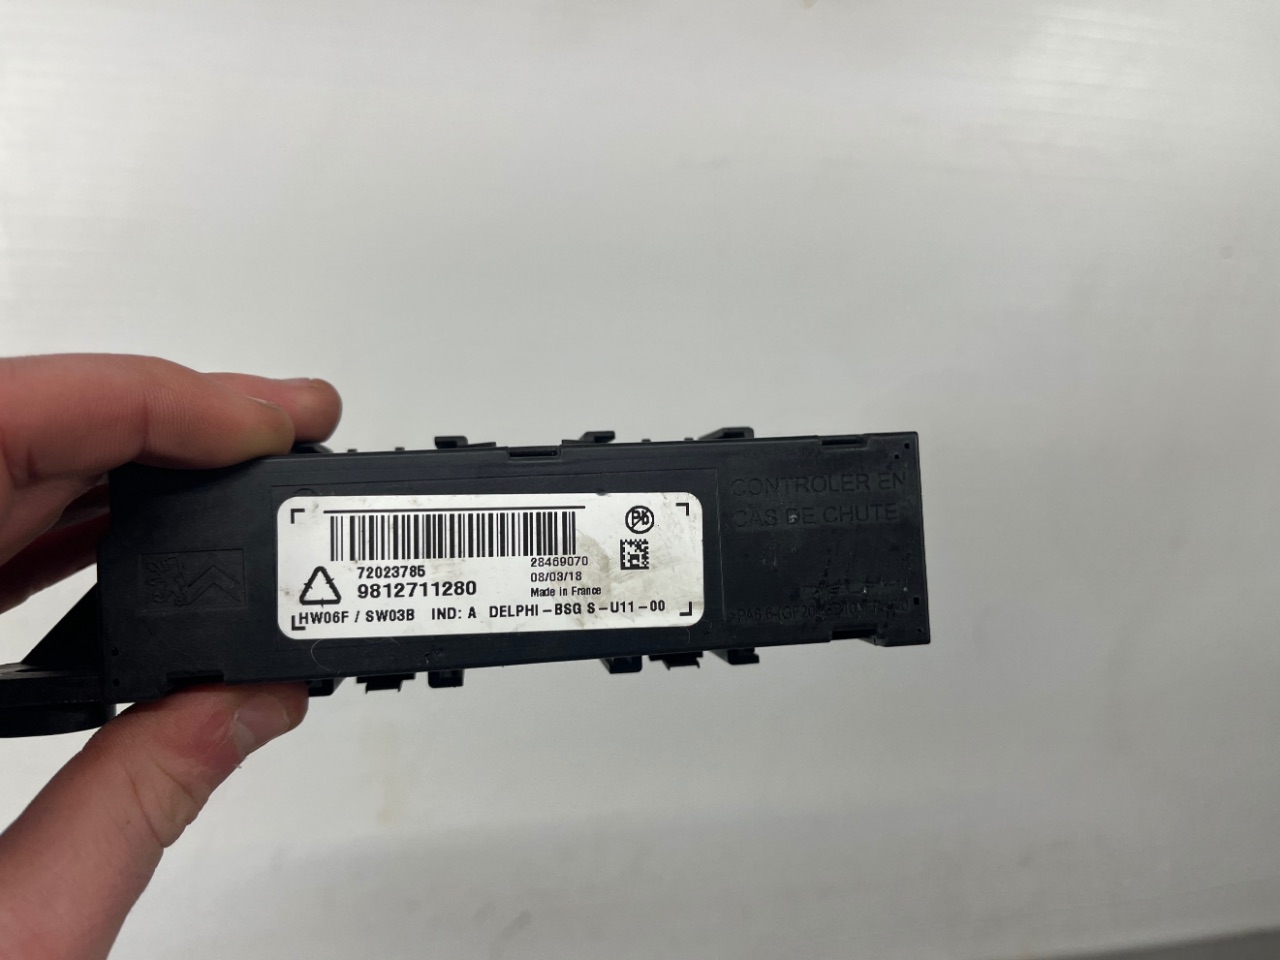 CONTROLER EN
CAS DE CHUTE
Pb
72023785
28469070
9812711280
08/03/18
Made in France
HW06F / SW03B IND: A DELPHI-BSG S-U11-00